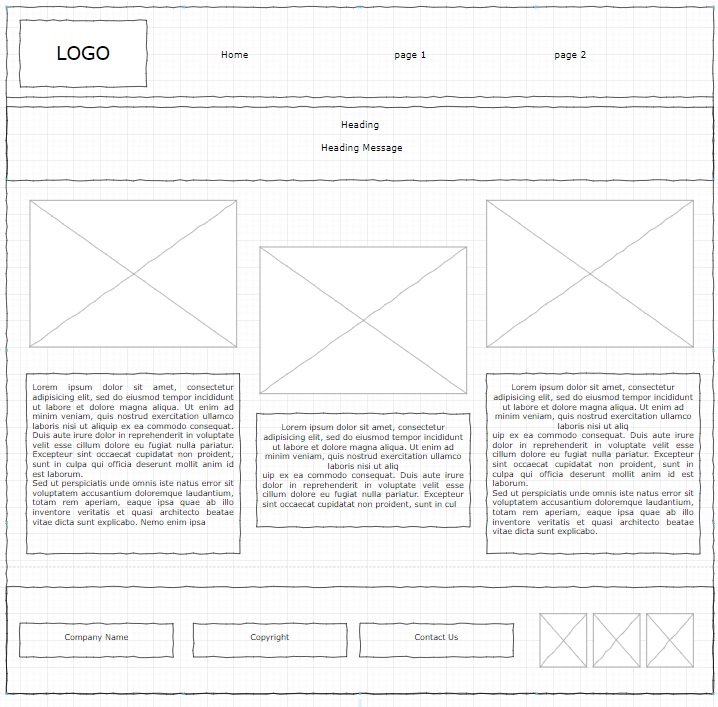 LOGO
Home
page 1
page 2
Heading
Heading Message
Lorem ipsum dolor sit amet, consectetur
adipisicing elit, sed do eiusmod tempor incididunt
ut labore et dolore magna aliqua. Ut enim ad
minim veniam, quis nostrud exercitation ullamco
laboris nisi ut aliquip ex ea commodo consequat.
Duis aute irure dolor in reprehenderit in voluptate
velit esse cillum dolore eu fugiat nulla pariatur.
Excepteur sint occaecat cupidatat non proident,
sunt in culpa qui officia deserunt mollit anim id
est laborum.
Sed ut perspiciatis unde omnis iste natus error sit
voluptatem accusantium doloremque laudantium,
totam rem aperiam, eaque ipsa quae ab illo
inventore veritatis et quasi architecto beatae
vitae dicta sunt explicabo. Nemo enim ipsa
Lorem ipsum dolor sit amet, consectetur
adipisicing elit, sed do eiusmod tempor incididunt
ut labore et dolore magna aliqua. Ut enim ad
minim veniam, quis nostrud exercitation ullamco
laboris nisi ut aliq
uip ex ea commodo consequat. Duis aute irure
dolor in reprehenderit in voluptate velit esse
cillum dolore eu fugiat nulla pariatur. Excepteur
sint occaecat cupidatat non proident, sunt in cul
Lorem ipsum dolor sit amet, consectetur
adipisicing elit, sed do eiusmod tempor incididunt
ut labore et dolore magna aliqua. Ut enim ad
minim veniam, quis nostrud exercitation ullamco
laboris nisi ut aliq
uip ex ea commodo consequat. Duis aute irure
dolor in reprehenderit in voluptate velit esse
cillum dolore eu fugiat nulla pariatur. Excepteur
sint occaecat cupidatat non proident, sunt in
culpa qui officia deserunt mollit anim id est
laborum.
Sed ut perspiciatis unde omnis iste natus error sit
voluptatem accusantium doloremque laudantium,
totam rem aperiam, eaque ipsa quae ab illo
inventore veritatis et quasi architecto beatae
vitae dicta sunt explicabo.
Company Name
Copyright
Contact Us